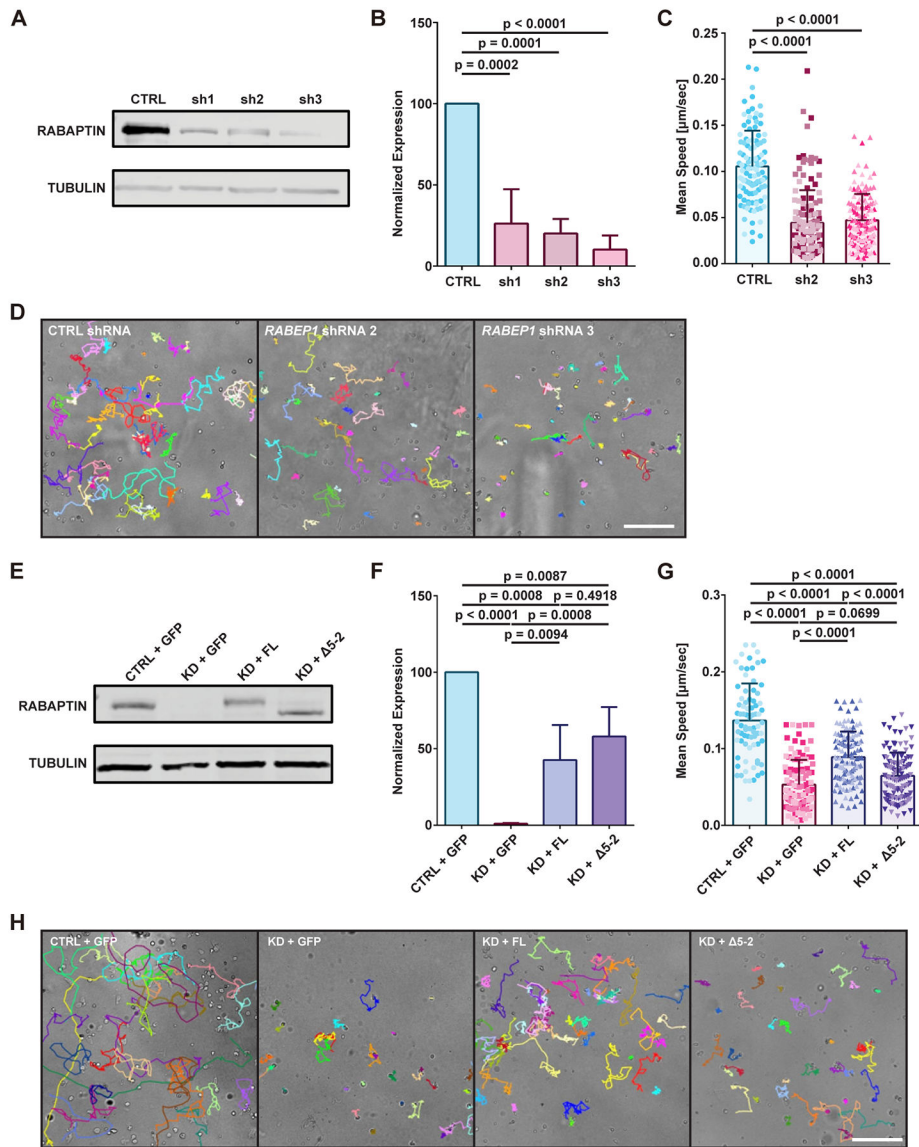 A
CTRL sh1 sh2 sh3
RABAPTIN
TUBULIN
B
p < 0.0001
p = 0.0001
p = 0.0002
Normalized Expression
150
100
50
0
CTRL sh1 sh2 sh3
C
p < 0.0001
p < 0.0001
Mean Speed [µm/sec]
0.25
0.20
0.15
0.10
0.05
0.00
CTRL sh2 sh3
D
CTRL shRNA
RABEP1 shRNA 2
RABEP1 shRNA 3
E
CTRL + GFP
KD + GFP
KD + FL
KD + Δ5-2
RABAPTIN
TUBULIN
F
p = 0.0087
p = 0.0008 p = 0.4918
p < 0.0001 p = 0.0008
p = 0.0094
Normalized Expression
150
100
50
0
CTRL + GFP
KD + GFP
KD + FL
KD + Δ5-2
G
p < 0.0001
p < 0.0001 p < 0.0001
p < 0.0001 p = 0.0699
p < 0.0001
Mean Speed [µm/sec]
0.3
0.2
0.1
0.0
CTRL + GFP
KD + GFP
KD + FL
KD + Δ5-2
H
CTRL + GFP
KD + GFP
KD + FL
KD + Δ5-2